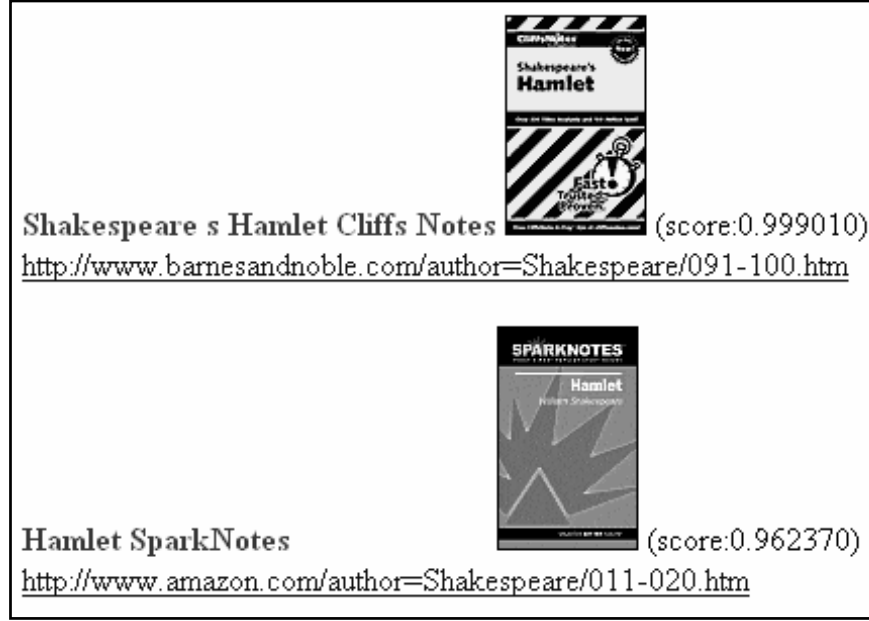 CliffsNotes
Shakespeare's
Hamlet
Fast.
Trusted.
Proven.
Shakespeare s Hamlet Cliffs Notes (score:0.999010)
http://www.barnesandnoble.com/author=Shakespeare/091-100.htm
SPARKNOTES
Hamlet
William Shakespeare
Hamlet SparkNotes (score:0.962370)
http://www.amazon.com/author=Shakespeare/011-020.htm